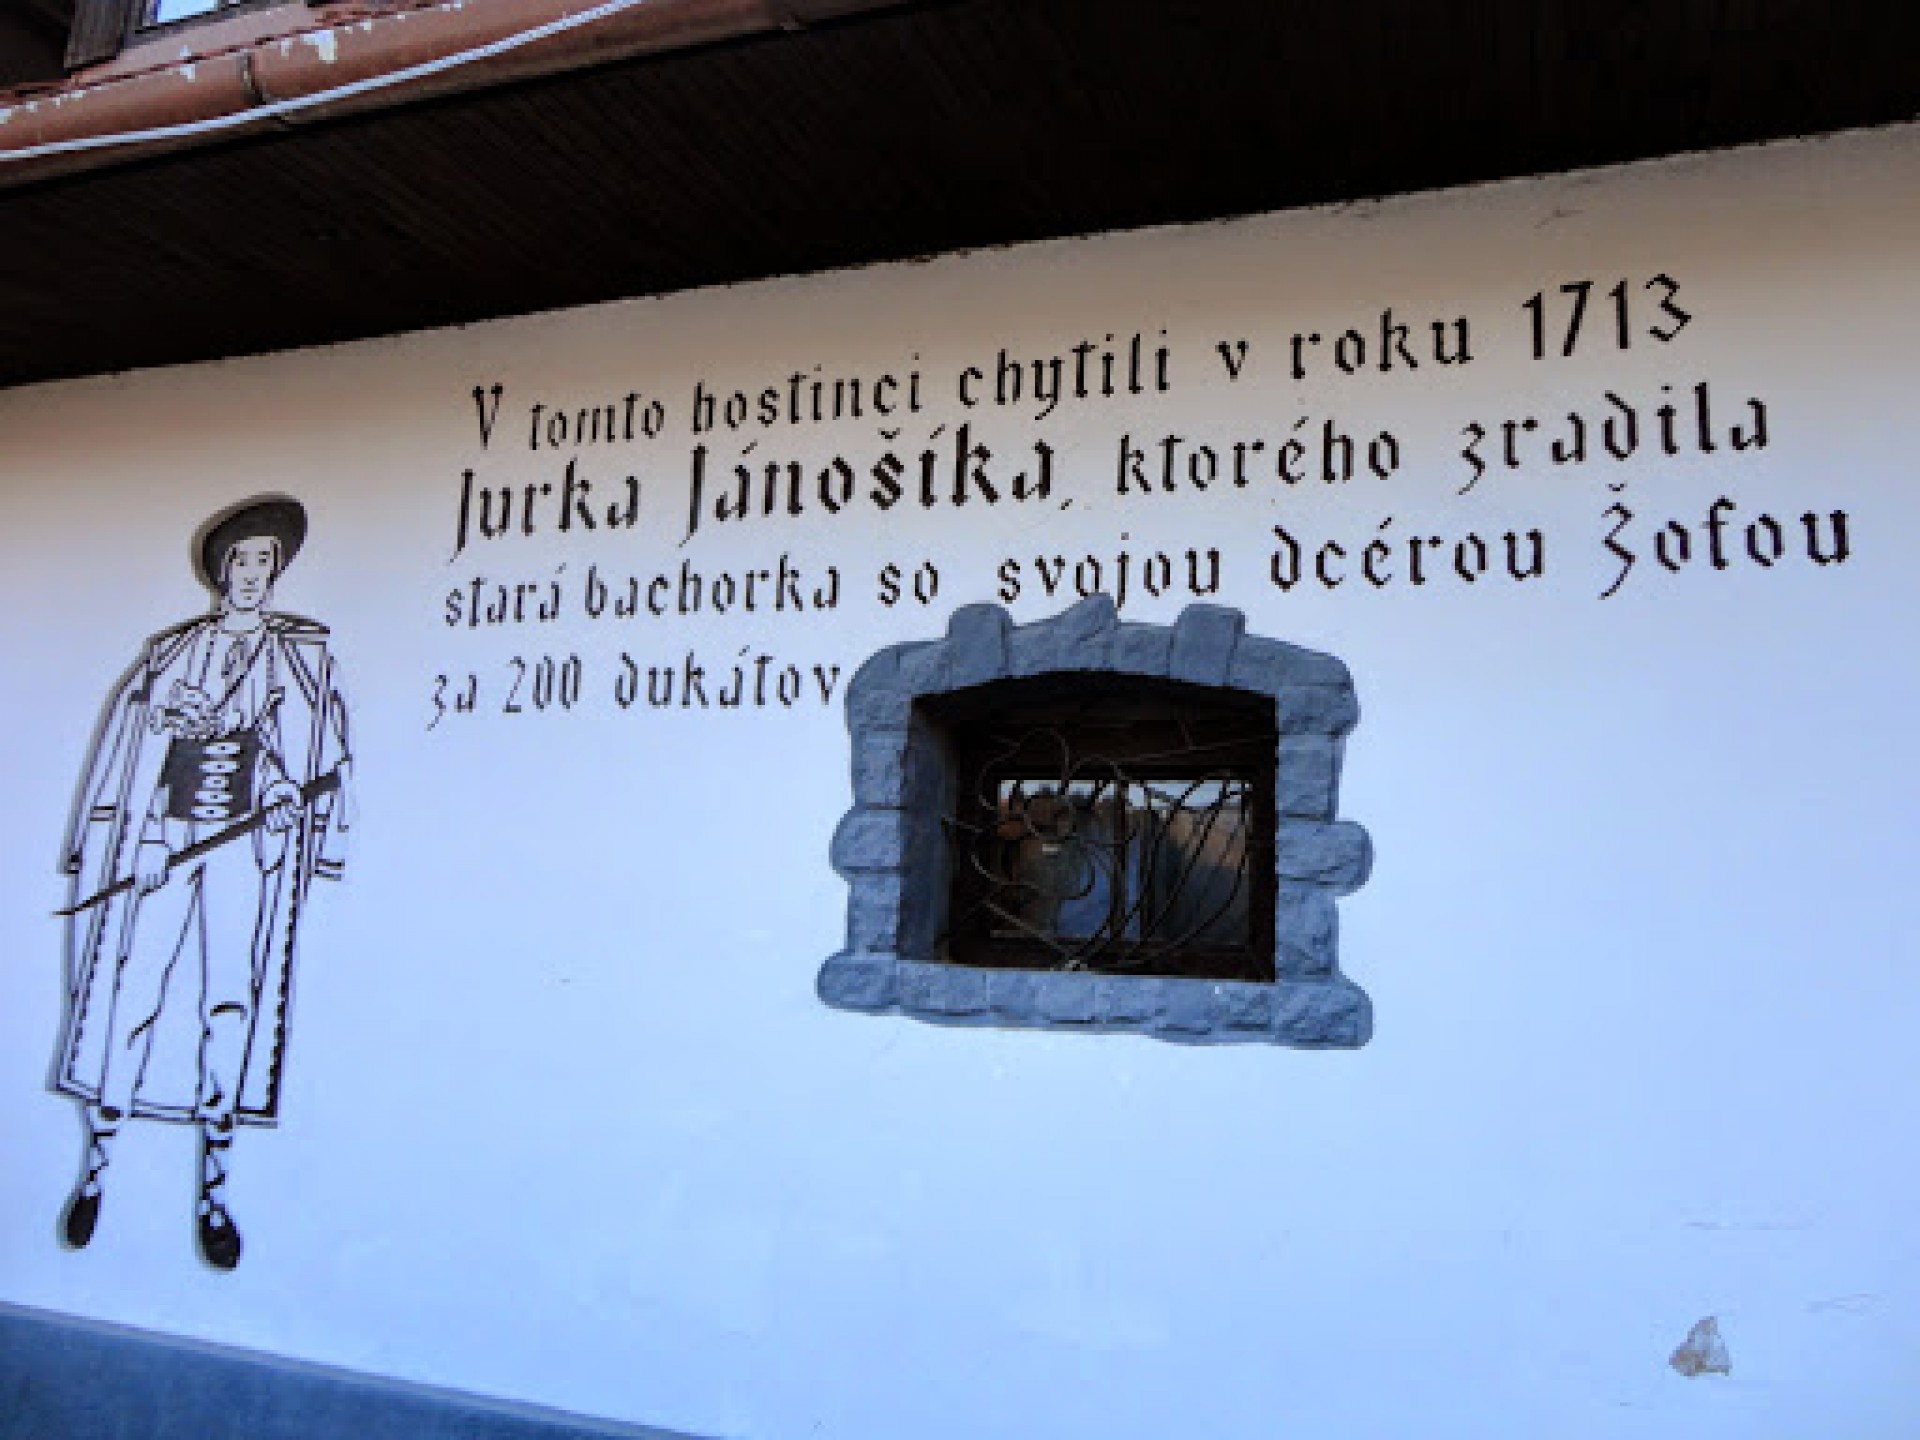 V tomto hostinci chytili v roku 1713
Jurka Jánošíka, ktorého zradila
stará bachorka so svojou dcérou Žofou
za 200 dukátov